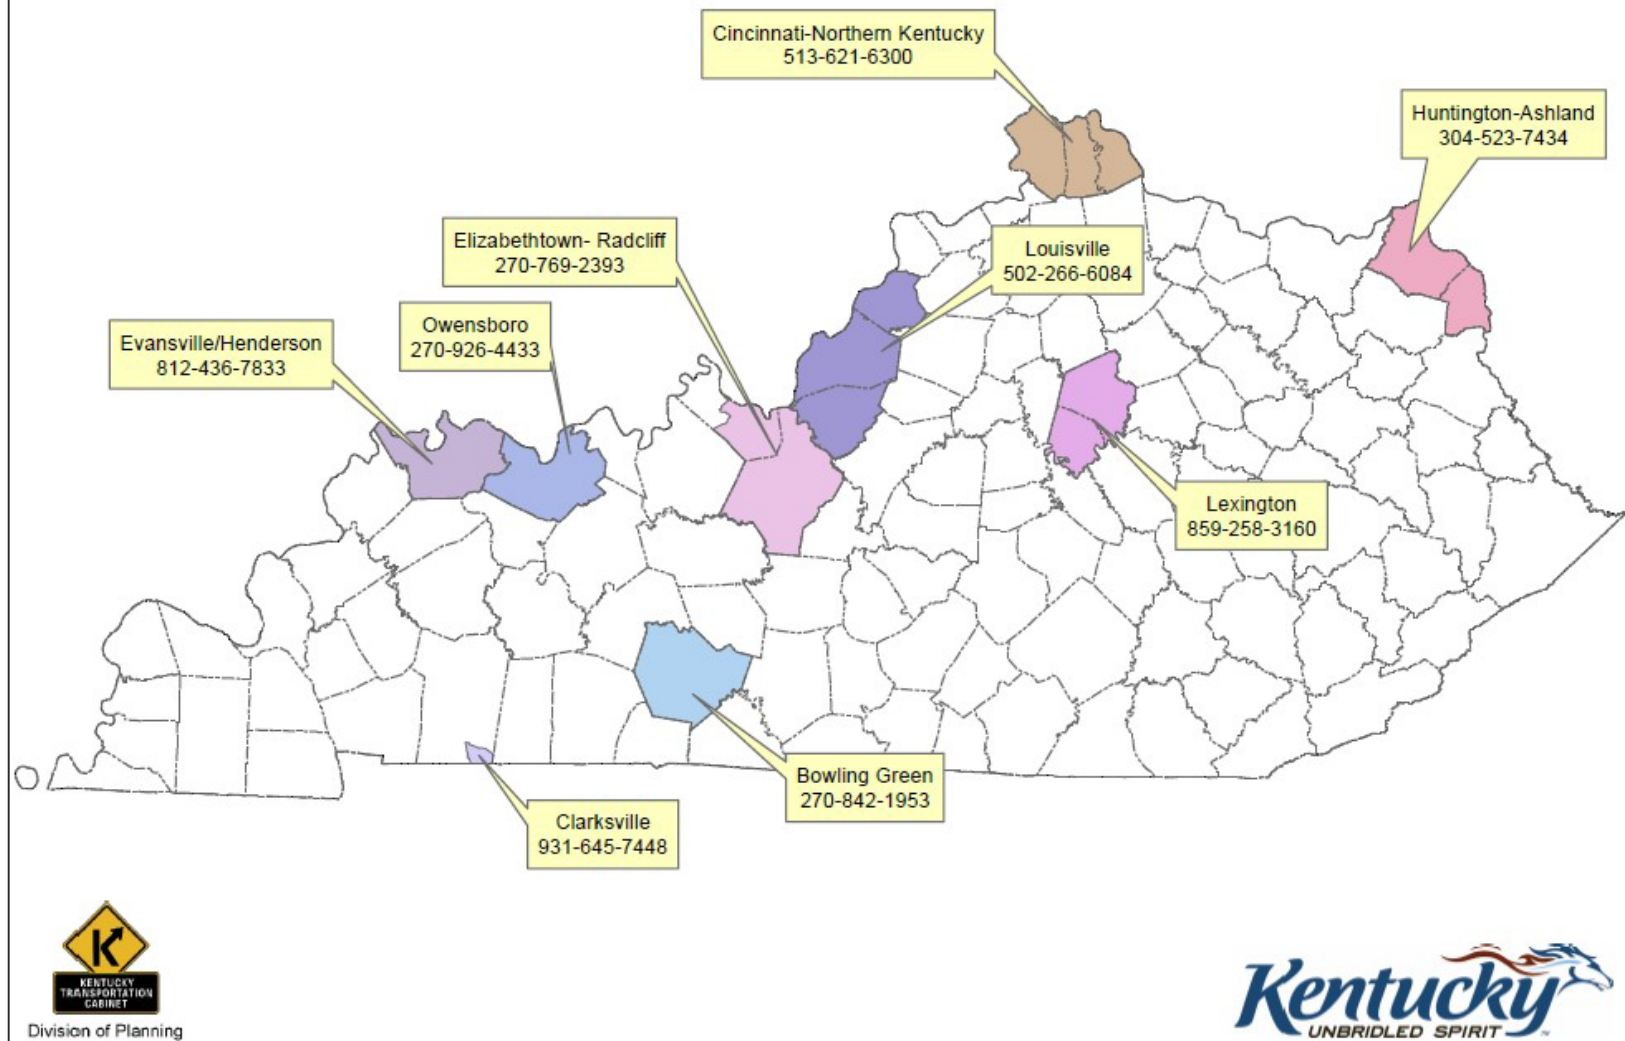 Cincinnati-Northern Kentucky
513-621-6300
Huntington-Ashland
304-523-7434
Elizabethtown- Radcliff
270-769-2393
Louisville
502-266-6084
Owensboro
270-926-4433
Evansville/Henderson
812-436-7833
Lexington
859-258-3160
Bowling Green
270-842-1953
Clarksville
931-645-7448
K
KENTUCKY
TRANSPORTATION
CABINET
Division of Planning
Kentucky
UNBRIDLED SPIRIT